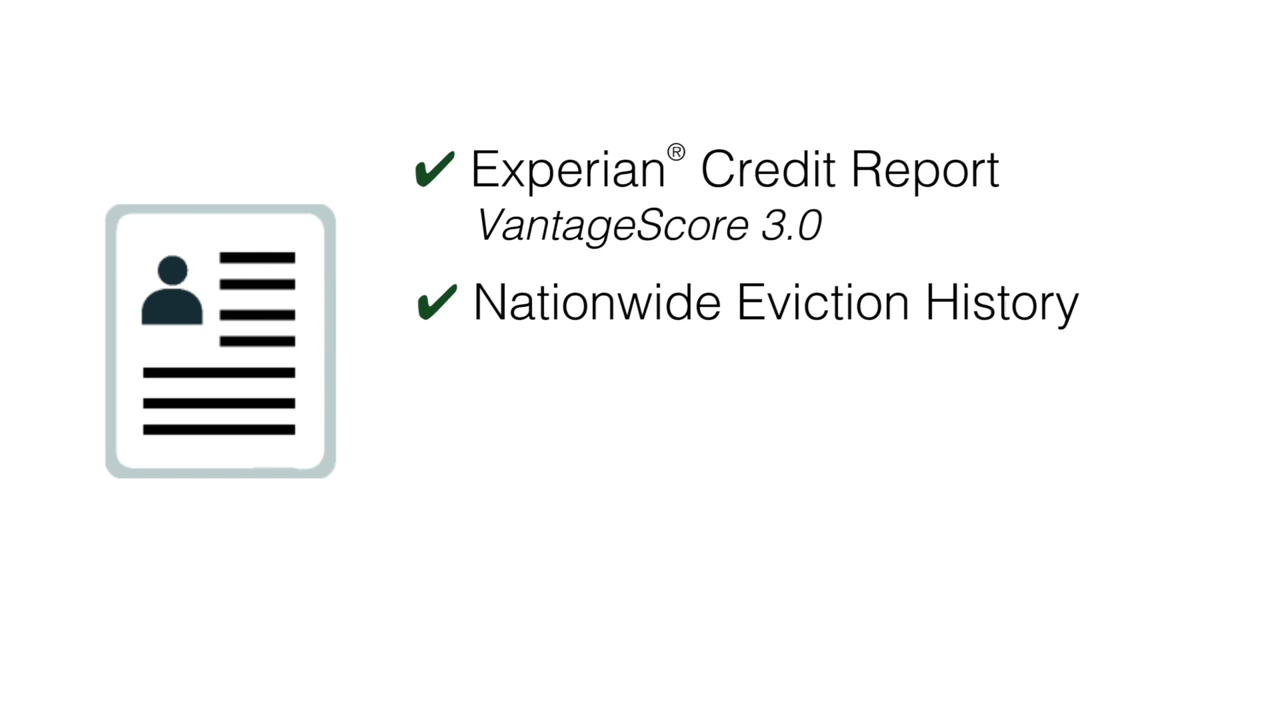 ✔ Experian® Credit Report
VantageScore 3.0
✔ Nationwide Eviction History